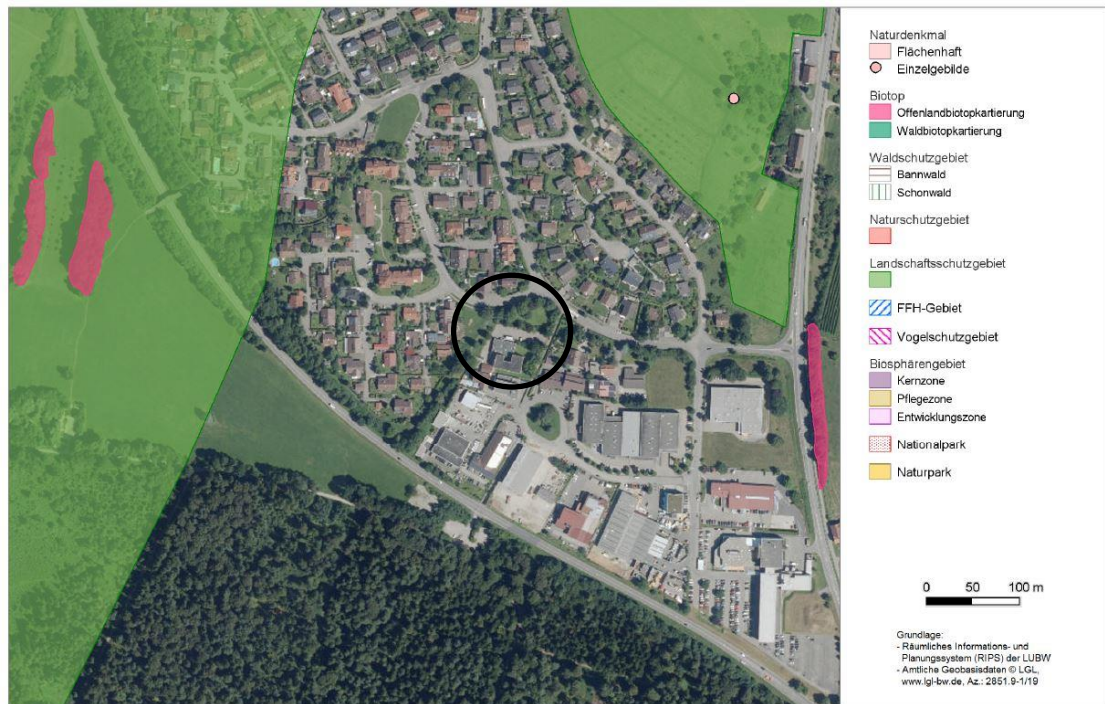 Naturdenkmal
Flächenhaft
Einzelgebilde
Biotop
Offenlandbiotopkartierung
Waldbiotopkartierung
Waldschutzgebiet
Bannwald
Schonwald
Naturschutzgebiet
Landschaftsschutzgebiet
FFH-Gebiet
Vogelschutzgebiet
Biosphärengebiet
Kernzone
Pflegezone
Entwicklungszone
Nationalpark
Naturpark
0 50 100 m
Grundlage:
- Räumliches Informations- und
Planungssystem (RIPS) der LUBW
- Amtliche Geobasisdaten © LGL,
www.lgl-bw.de, Az.: 2851.9-1/19